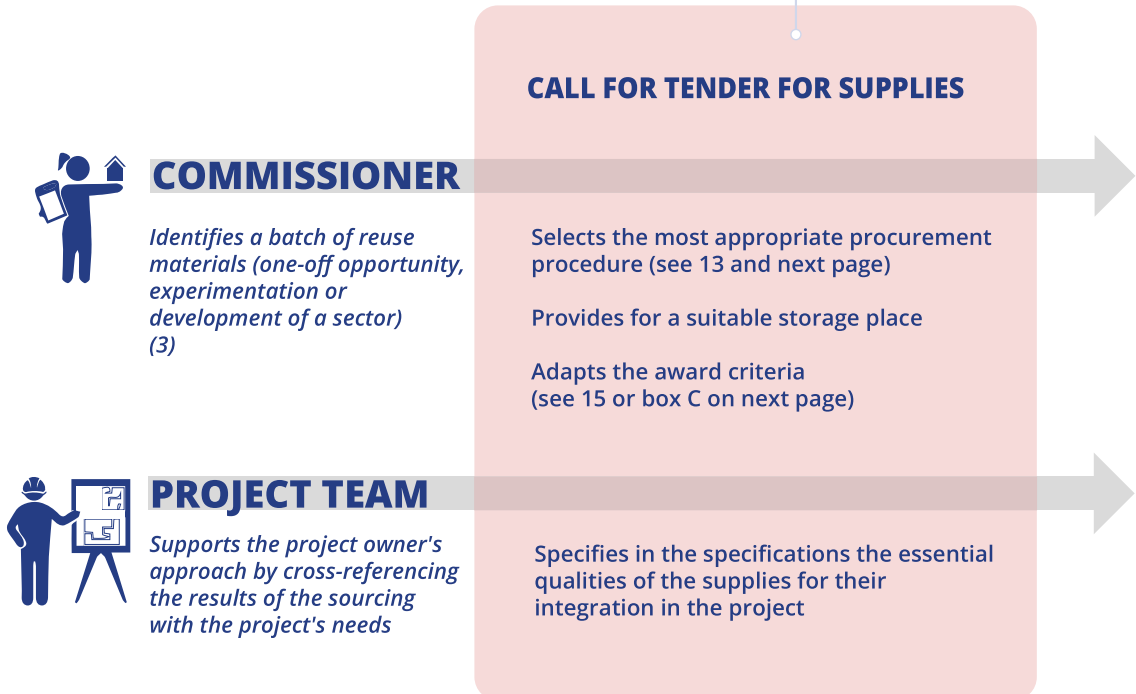 CALL FOR TENDER FOR SUPPLIES
COMMISSIONER
Identifies a batch of reuse
materials (one-off opportunity,
experimentation or
development of a sector)
(3)
Selects the most appropriate procurement
procedure (see 13 and next page)
Provides for a suitable storage place
Adapts the award criteria
(see 15 or box C on next page)
PROJECT TEAM
Supports the project owner's
approach by cross-referencing
the results of the sourcing
with the project's needs
Specifies in the specifications the essential
qualities of the supplies for their
integration in the project